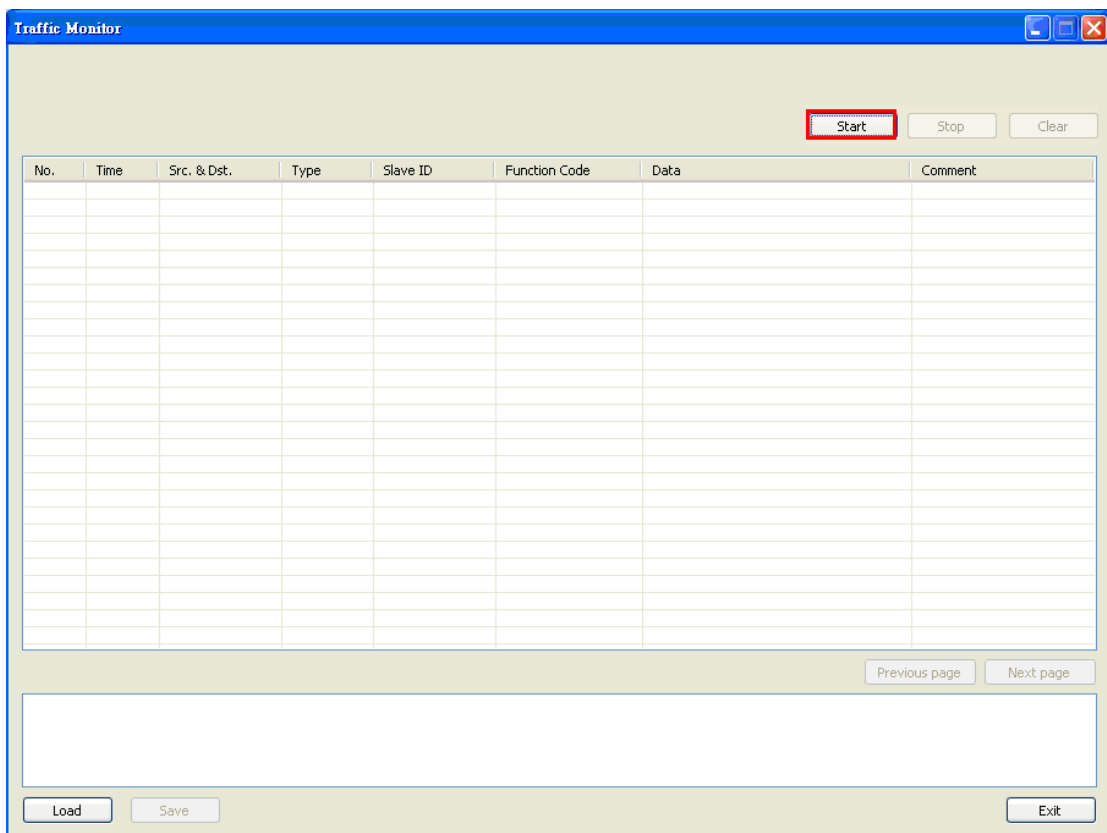 Traffic Monitor
Start Stop Clear
No. Time Src. & Dst. Type Slave ID Function Code Data Comment
Previous page Next page
Load Save Exit